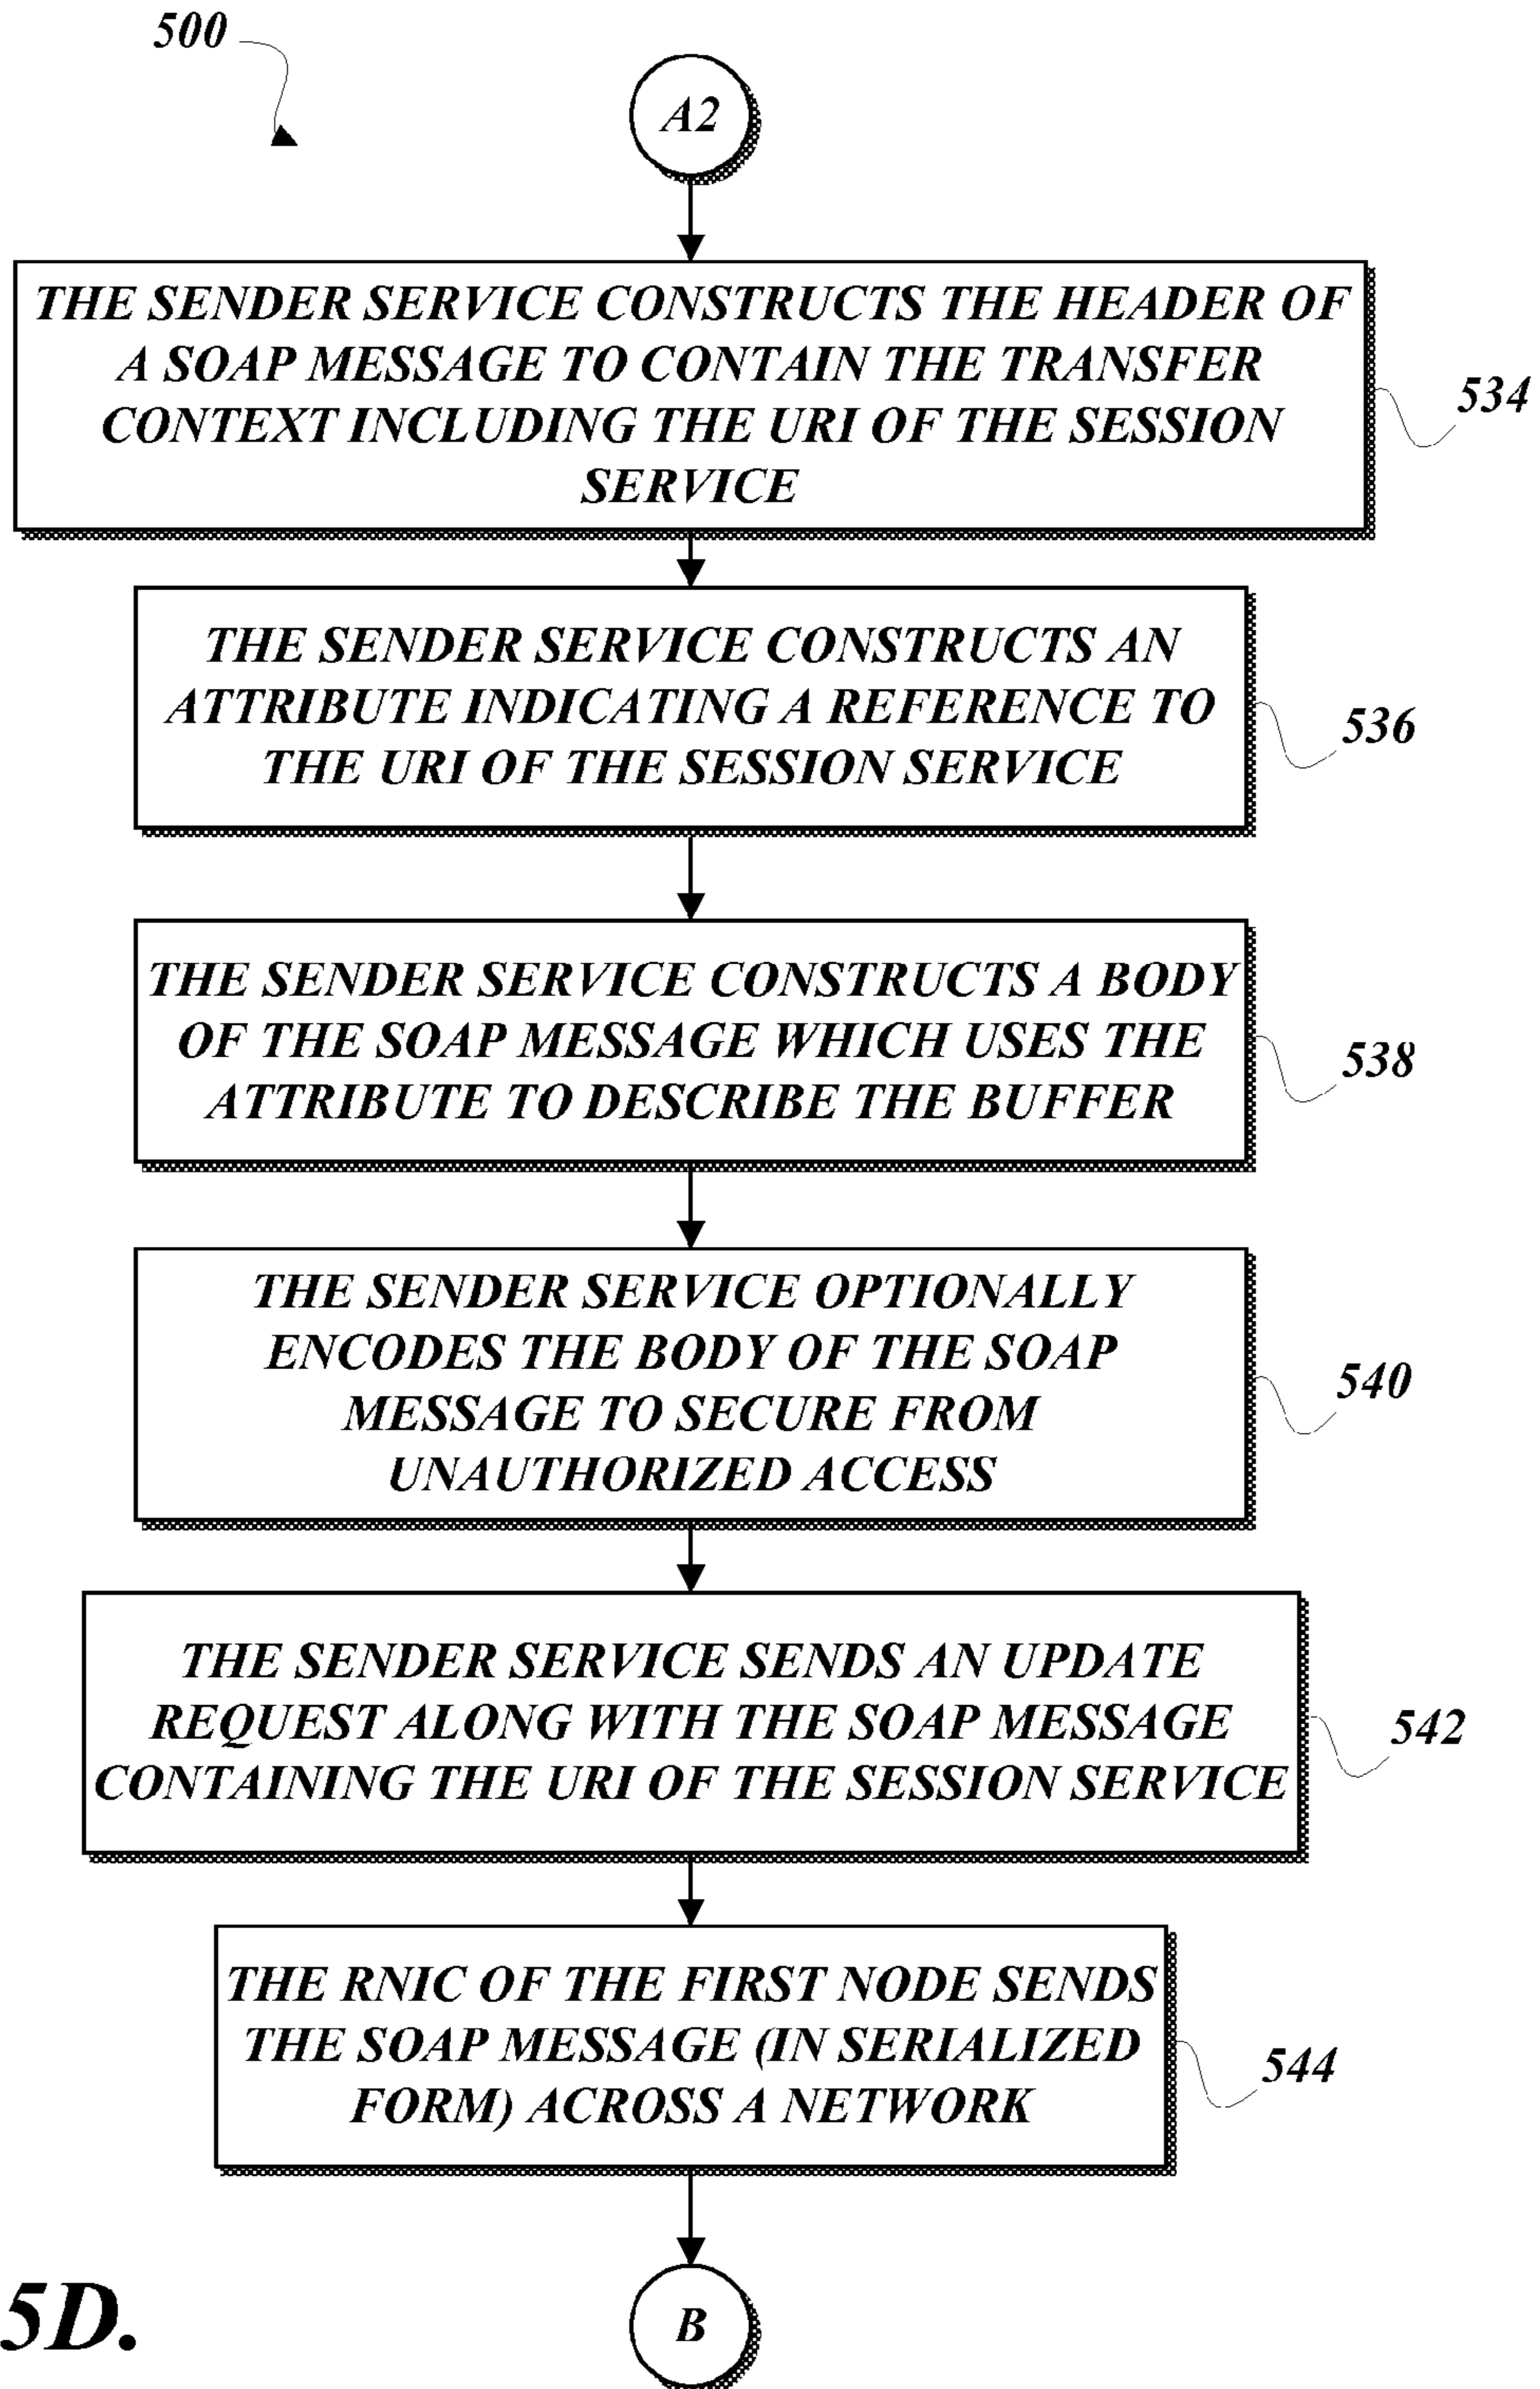 500
A2
THE SENDER SERVICE CONSTRUCTS THE HEADER OF
A SOAP MESSAGE TO CONTAIN THE TRANSFER
CONTEXT INCLUDING THE URI OF THE SESSION
SERVICE
534
THE SENDER SERVICE CONSTRUCTS AN
ATTRIBUTE INDICATING A REFERENCE TO
THE URI OF THE SESSION SERVICE
536
THE SENDER SERVICE CONSTRUCTS A BODY
OF THE SOAP MESSAGE WHICH USES THE
ATTRIBUTE TO DESCRIBE THE BUFFER
538
THE SENDER SERVICE OPTIONALLY
ENCODES THE BODY OF THE SOAP
MESSAGE TO SECURE FROM
UNAUTHORIZED ACCESS
540
THE SENDER SERVICE SENDS AN UPDATE
REQUEST ALONG WITH THE SOAP MESSAGE
CONTAINING THE URI OF THE SESSION SERVICE
542
THE RNIC OF THE FIRST NODE SENDS
THE SOAP MESSAGE (IN SERIALIZED
FORM) ACROSS A NETWORK
544
5D.
B